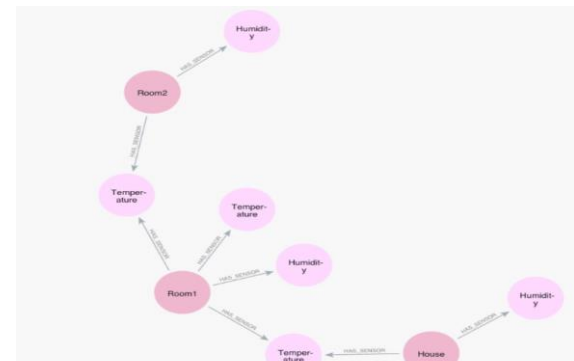 Humidit-
y
HAS_SENSOR
Room2
HAS_SENSOR
Temper-
ature
Temper-
ature
HAS_SENSOR
HAS_SENSOR
Humidit-
y
HAS_SENSOR
Room1
HAS_SENSOR
Humidit-
y
HAS_SENSOR
Temper-
ature
HAS_SENSOR
House